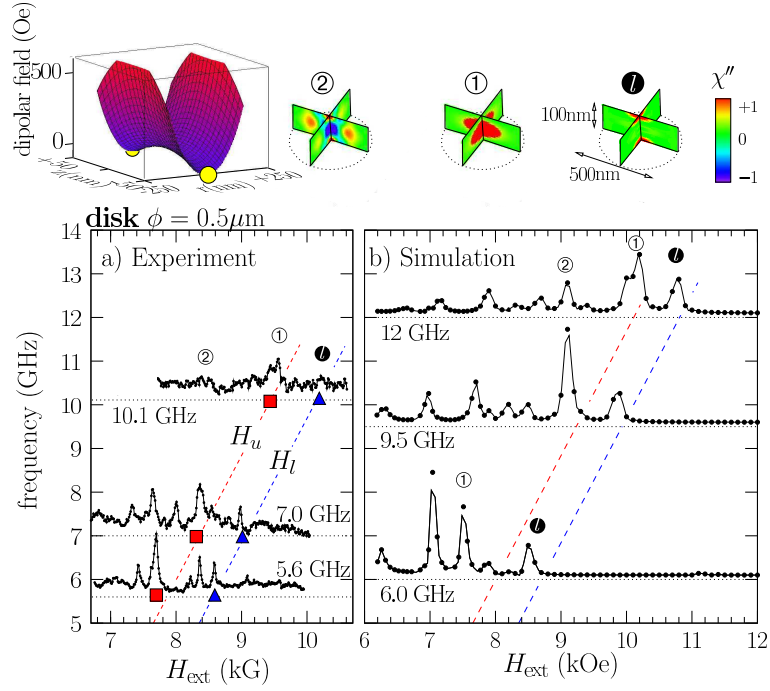 dipolar field (Oe)
500
0
② ① l
χ″
+1
0
−1
100nm
500nm
disk ϕ = 0.5μm
a) Experiment
b) Simulation
frequency (GHz)
14
13
12
11
10
9
8
7
6
5
② ① l
10.1 GHz
H_u
H_l
7.0 GHz
5.6 GHz
7 8 9 10
H_ext (kG)
② ① l
12 GHz
9.5 GHz
① l
6.0 GHz
6 7 8 9 10 11 12
H_ext (kOe)